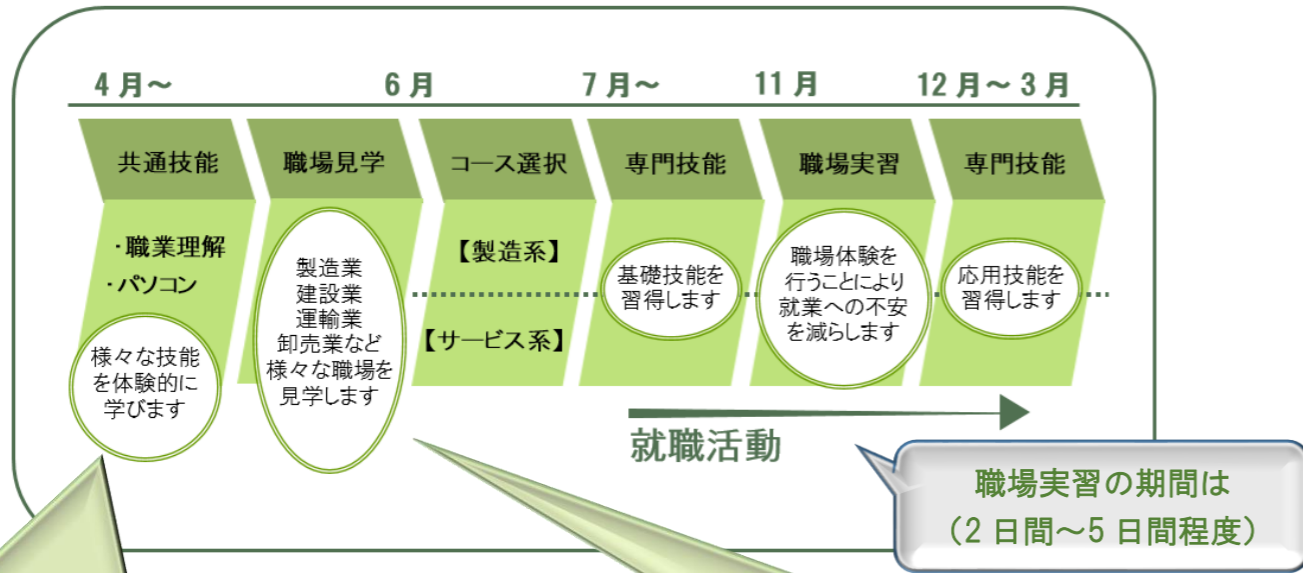 4月～
6月
7月～
11月
12月～3月
共通技能
職場見学
コース選択
専門技能
職場実習
専門技能
・職業理解
・パソコン
様々な技能
を体験的に
学びます
製造業
建設業
運輸業
卸売業など
様々な職場を
見学します
【製造系】
【サービス系】
基礎技能を
習得します
職場体験を
行うことにより
就業への不安
を減らします
応用技能を
習得します
就職活動
職場実習の期間は
（2日間～5日間程度）